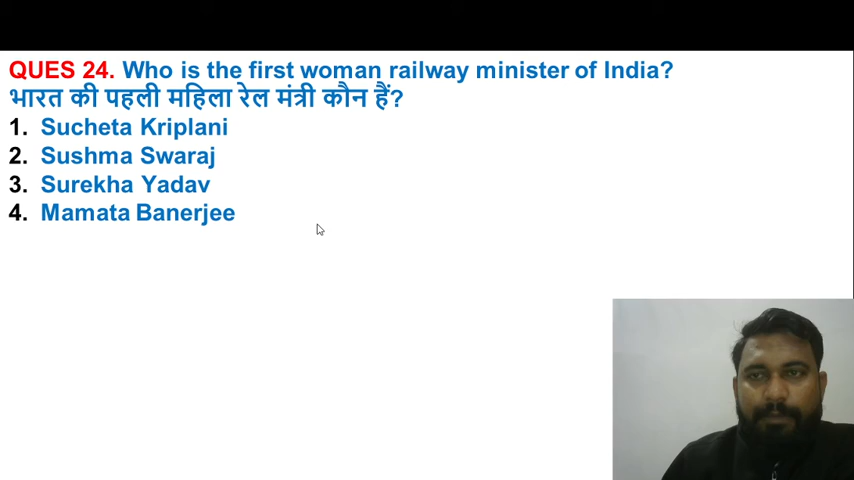 QUES 24. Who is the first woman railway minister of India?
भारत की पहली महिला रेल मंत्री कौन हैं?
1. Sucheta Kriplani
2. Sushma Swaraj
3. Surekha Yadav
4. Mamata Banerjee